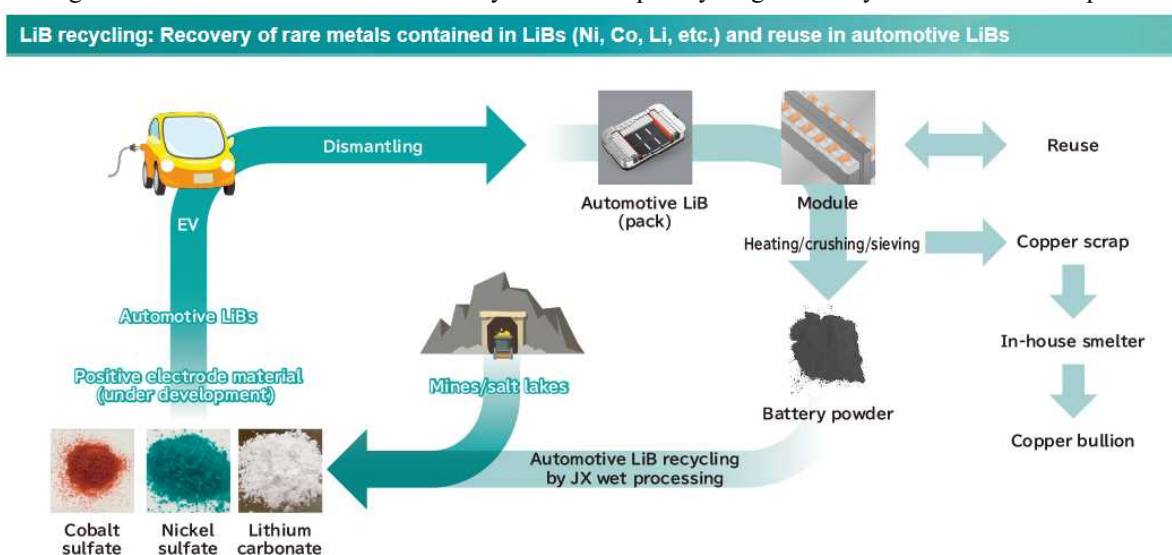 LiB recycling: Recovery of rare metals contained in LiBs (Ni, Co, Li, etc.) and reuse in automotive LiBs
Dismantling
EV
Automotive LiB
(pack)
Module
Reuse
Heating/crushing/sieving
Copper scrap
In-house smelter
Copper bullion
Battery powder
Automotive LiBs
Positive electrode material
(under development)
Mines/salt lakes
Automotive LiB recycling
by JX wet processing
Cobalt
sulfate
Nickel
sulfate
Lithium
carbonate